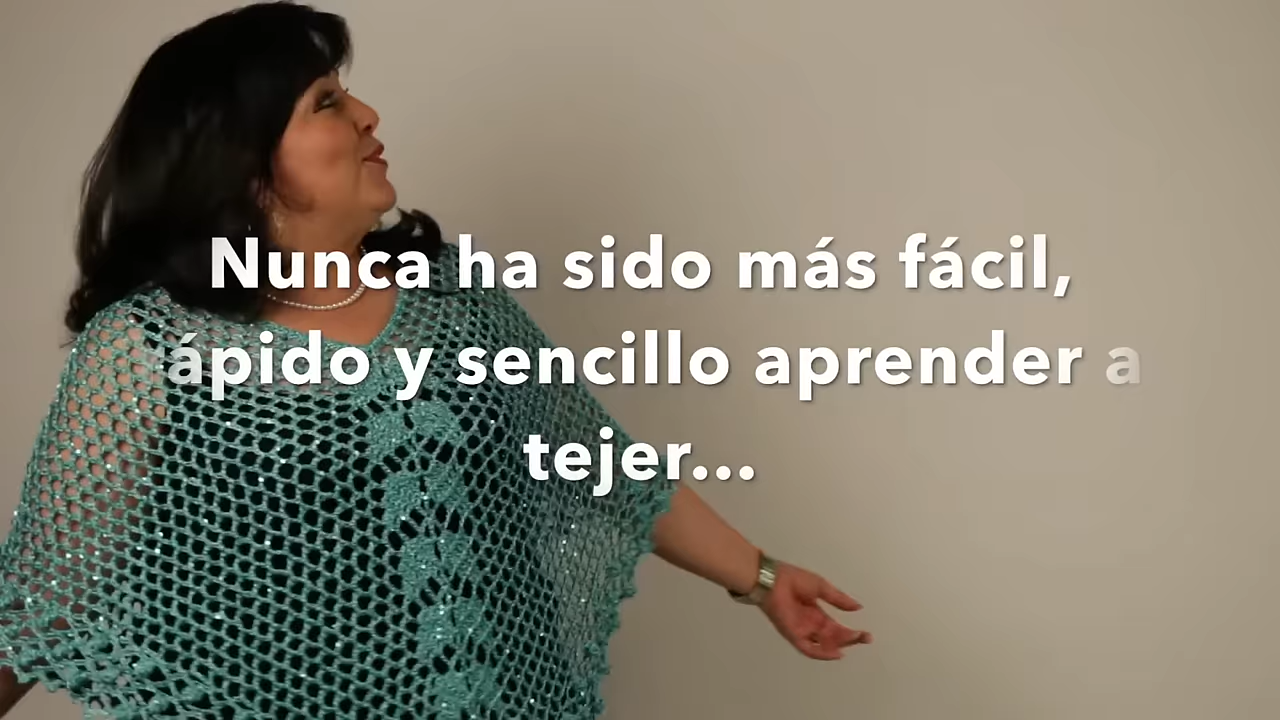 Nunca ha sido más fácil,
rápido y sencillo aprender a
tejer...